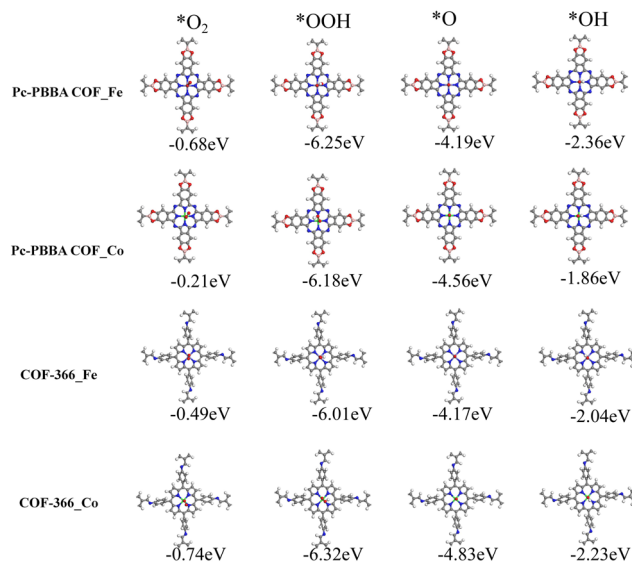 *O₂ *OOH *O *OH
Pc-PBBA COF_Fe
-0.68eV -6.25eV -4.19eV -2.36eV
Pc-PBBA COF_Co
-0.21eV -6.18eV -4.56eV -1.86eV
COF-366_Fe
-0.49eV -6.01eV -4.17eV -2.04eV
COF-366_Co
-0.74eV -6.32eV -4.83eV -2.23eV